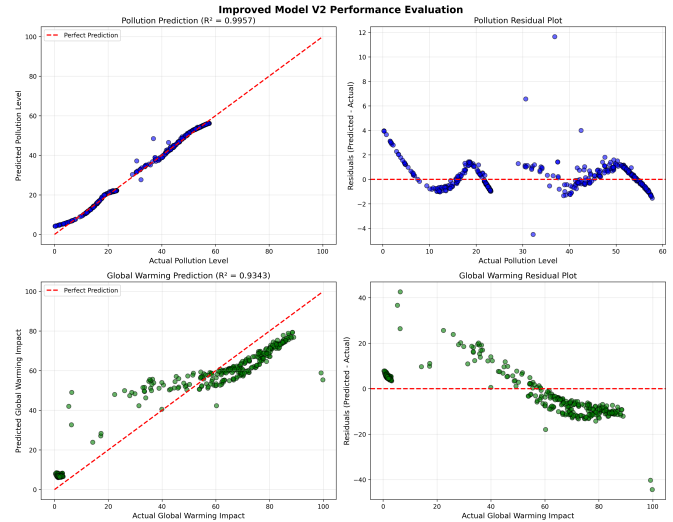 Improved Model V2 Performance Evaluation
Pollution Prediction (R² = 0.9957)
Perfect Prediction
100
80
60
40
20
0
0 20 40 60 80 100
Predicted Pollution Level
Actual Pollution Level
Pollution Residual Plot
12
10
8
6
4
2
0
−2
−4
0 10 20 30 40 50 60
Residuals (Predicted - Actual)
Actual Pollution Level
Global Warming Prediction (R² = 0.9343)
Perfect Prediction
100
80
60
40
20
0
0 20 40 60 80 100
Predicted Global Warming Impact
Actual Global Warming Impact
Global Warming Residual Plot
40
20
0
−20
−40
0 20 40 60 80 100
Residuals (Predicted - Actual)
Actual Global Warming Impact